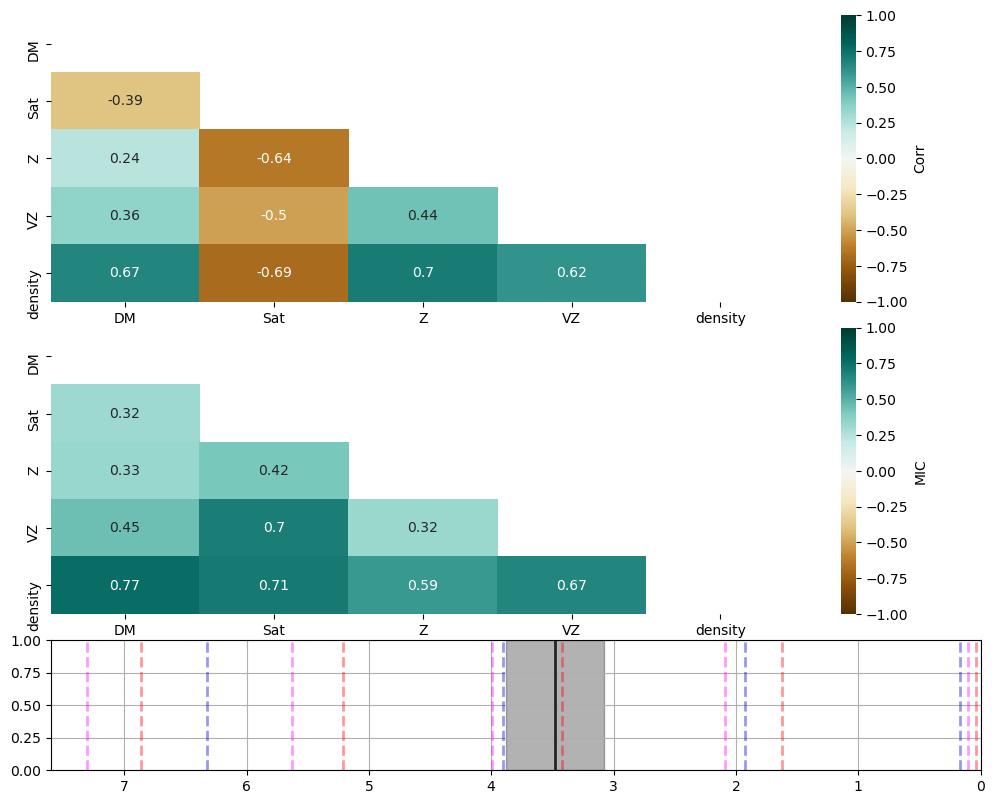 DM
Sat
Z
VZ
density
-0.39
0.24 -0.64
0.36 -0.5 0.44
0.67 -0.69 0.7 0.62
DM Sat Z VZ density
1.00
0.75
0.50
0.25
0.00
−0.25
−0.50
−0.75
−1.00
Corr
DM
Sat
Z
VZ
density
0.32
0.33 0.42
0.45 0.7 0.32
0.77 0.71 0.59 0.67
DM Sat Z VZ density
1.00
0.75
0.50
0.25
0.00
−0.25
−0.50
−0.75
−1.00
MIC
1.00
0.75
0.50
0.25
0.00
7 6 5 4 3 2 1 0